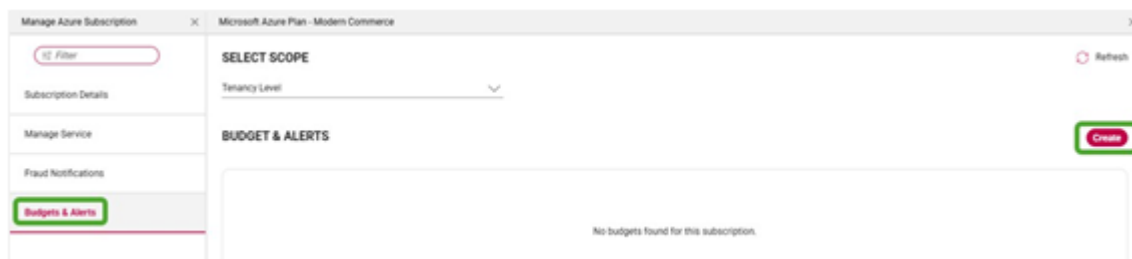 Manage Azure Subscription
Microsoft Azure Plan - Modern Commerce
Filter
SELECT SCOPE
Refresh
Subscription Details
Tenancy Level
Manage Service
BUDGET & ALERTS
Create
Fraud Notifications
Budgets & Alerts
No budgets found for this subscription.